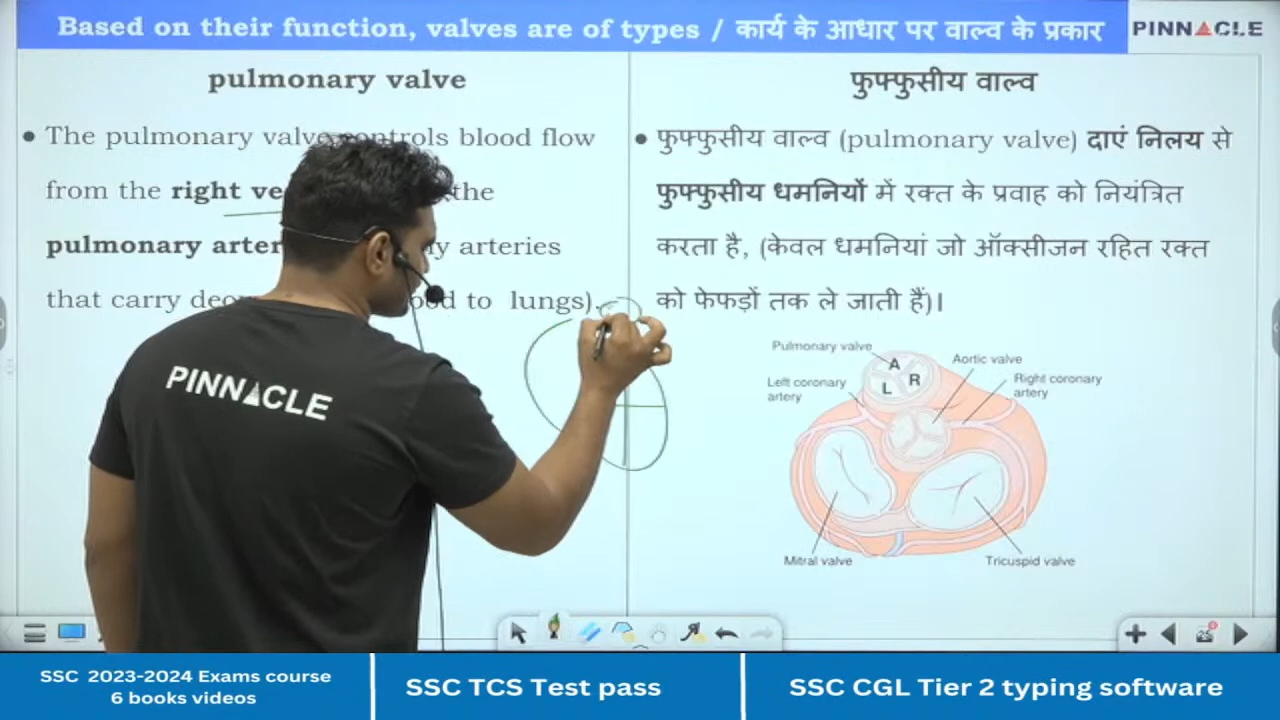 Based on their function, valves are of types / कार्य के आधार पर वाल्व के प्रकार
PINNACLE
pulmonary valve
• The pulmonary valve controls blood flow
from the right the
pulmonary arteries
that carry to lungs).
फुफ्फुसीय वाल्व
• फुफ्फुसीय वाल्व (pulmonary valve) दाएं निलय से
फुफ्फुसीय धमनियों में रक्त के प्रवाह को नियंत्रित
करता है, (केवल धमनियां जो ऑक्सीजन रहित रक्त
को फेफड़ों तक ले जाती हैं)।
Pulmonary valve
Aortic valve
Left coronary
artery
Right coronary
artery
A
R
L
Mitral valve
Tricuspid valve
PINNACLE
SSC 2023-2024 Exams course
6 books videos
SSC TCS Test pass
SSC CGL Tier 2 typing software